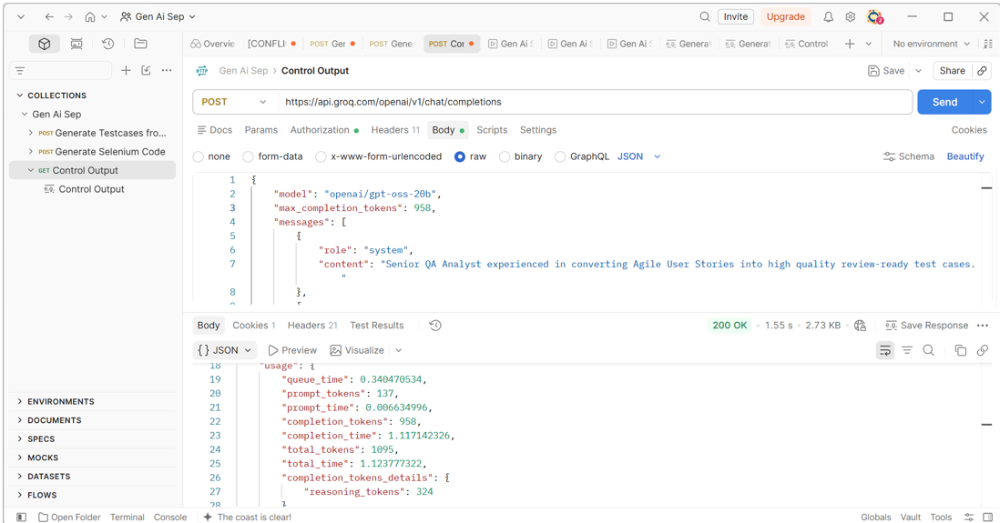 Gen Ai Sep
Invite
Upgrade
J
Overvie
[CONFLI
POST Ger
POST Gene
POST Cor
Gen Ai S
Gen Ai S
Gen Ai S
e.g. Generat
e.g. Generat
e.g. Control
No environment
HTTP Gen Ai Sep > Control Output
Save
Share
COLLECTIONS
Gen Ai Sep
POST Generate Testcases fro...
POST Generate Selenium Code
GET Control Output
e.g. Control Output
ENVIRONMENTS
DOCUMENTS
SPECS
MOCKS
DATASETS
FLOWS
POST
https://api.groq.com/openai/v1/chat/completions
Send
Docs Params Authorization Headers 11 Body Scripts Settings
Cookies
none form-data x-www-form-urlencoded raw binary GraphQL JSON
Schema Beautify
1 {
2 "model": "openai/gpt-oss-20b",
3 "max_completion_tokens": 958,
4 "messages": [
5 {
6 "role": "system",
7 "content": "Senior QA Analyst experienced in converting Agile User Stories into high quality review-ready test cases.
"
8 },
Body Cookies 1 Headers 21 Test Results
200 OK • 1.55 s • 2.73 KB
e.g. Save Response
{} JSON Preview Visualize
18 "usage": {
19 "queue_time": 0.340470534,
20 "prompt_tokens": 137,
21 "prompt_time": 0.006634996,
22 "completion_tokens": 958,
23 "completion_time": 1.117142326,
24 "total_tokens": 1095,
25 "total_time": 1.123777322,
26 "completion_tokens_details": {
27 "reasoning_tokens": 324
28 }
Open Folder Terminal Console The coast is clear!
Globals Vault Tools